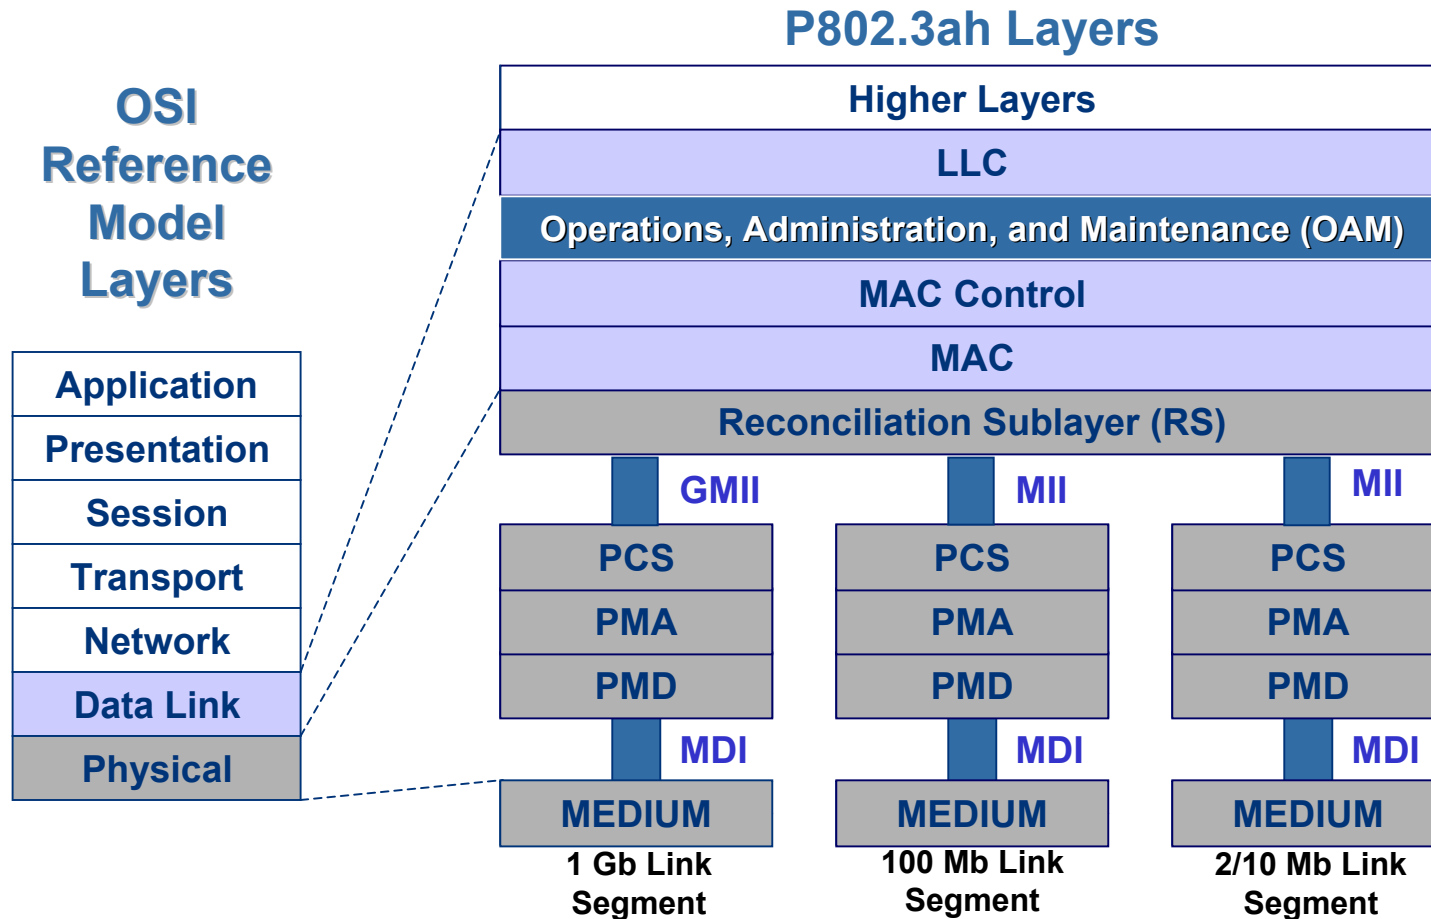 P802.3ah Layers
OSI
Reference
Model
Layers
Application
Presentation
Session
Transport
Network
Data Link
Physical
Higher Layers
LLC
Operations, Administration, and Maintenance (OAM)
MAC Control
MAC
Reconciliation Sublayer (RS)
GMII
MII
MII
PCS
PCS
PCS
PMA
PMA
PMA
PMD
PMD
PMD
MDI
MDI
MDI
MEDIUM
MEDIUM
MEDIUM
1 Gb Link
Segment
100 Mb Link
Segment
2/10 Mb Link
Segment